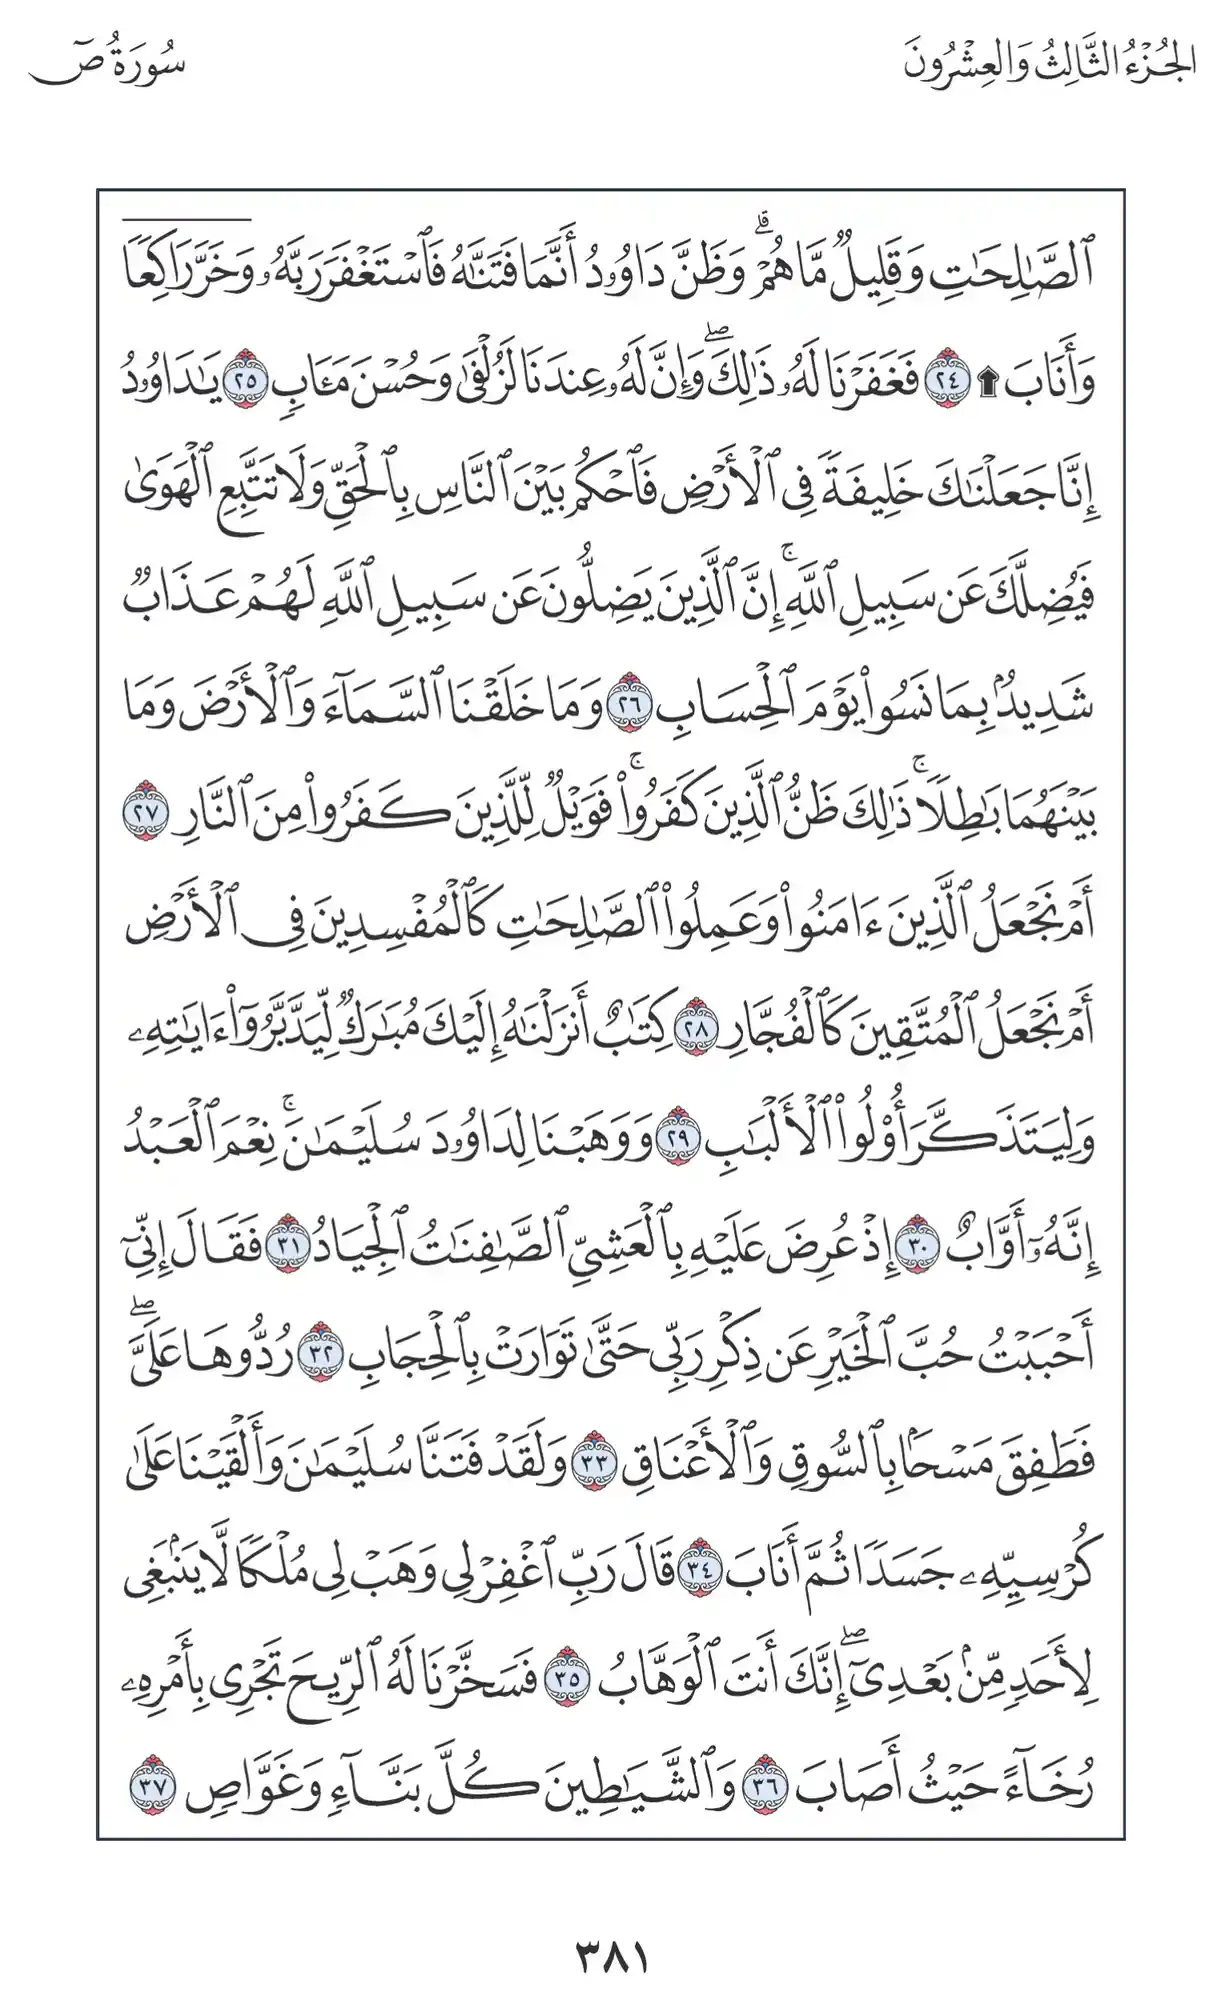 الجُزْءُ الثَّالِثُ وَالعِشْرُونَ
سُورَةُ صٓ
ٱلصَّٰلِحَٰتِ وَقَلِيلٌ مَّا هُمْ ۗ وَظَنَّ دَاوُۥدُ أَنَّمَا فَتَنَّٰهُ فَٱسْتَغْفَرَ رَبَّهُۥ وَخَرَّ رَاكِعًا
وَأَنَابَ ۩ ٢٤ فَغَفَرْنَا لَهُۥ ذَٰلِكَ ۖ وَإِنَّ لَهُۥ عِندَنَا لَزُلْفَىٰ وَحُسْنَ مَـَٔابٍ ٢٥ يَٰدَاوُۥدُ
إِنَّا جَعَلْنَٰكَ خَلِيفَةً فِى ٱلْأَرْضِ فَٱحْكُم بَيْنَ ٱلنَّاسِ بِٱلْحَقِّ وَلَا تَتَّبِعِ ٱلْهَوَىٰ
فَيُضِلَّكَ عَن سَبِيلِ ٱللَّهِ ۚ إِنَّ ٱلَّذِينَ يَضِلُّونَ عَن سَبِيلِ ٱللَّهِ لَهُمْ عَذَابٌ
شَدِيدٌۢ بِمَا نَسُوا۟ يَوْمَ ٱلْحِسَابِ ٢٦ وَمَا خَلَقْنَا ٱلسَّمَآءَ وَٱلْأَرْضَ وَمَا
بَيْنَهُمَا بَٰطِلًا ۚ ذَٰلِكَ ظَنُّ ٱلَّذِينَ كَفَرُوا۟ ۚ فَوَيْلٌ لِّلَّذِينَ كَفَرُوا۟ مِنَ ٱلنَّارِ ٢٧
أَمْ نَجْعَلُ ٱلَّذِينَ ءَامَنُوا۟ وَعَمِلُوا۟ ٱلصَّٰلِحَٰتِ كَٱلْمُفْسِدِينَ فِى ٱلْأَرْضِ
أَمْ نَجْعَلُ ٱلْمُتَّقِينَ كَٱلْفُجَّارِ ٢٨ كِتَٰبٌ أَنزَلْنَٰهُ إِلَيْكَ مُبَٰرَكٌ لِّيَدَّبَّرُوٓا۟ ءَايَٰتِهِۦ
وَلِيَتَذَكَّرَ أُو۟لُوا۟ ٱلْأَلْبَٰبِ ٢٩ وَوَهَبْنَا لِدَاوُۥدَ سُلَيْمَٰنَ ۚ نِعْمَ ٱلْعَبْدُ
إِنَّهُۥٓ أَوَّابٌ ٣٠ إِذْ عُرِضَ عَلَيْهِ بِٱلْعَشِىِّ ٱلصَّٰفِنَٰتُ ٱلْجِيَادُ ٣١ فَقَالَ إِنِّىٓ
أَحْبَبْتُ حُبَّ ٱلْخَيْرِ عَن ذِكْرِ رَبِّى حَتَّىٰ تَوَارَتْ بِٱلْحِجَابِ ٣٢ رُدُّوهَا عَلَىَّ ۖ
فَطَفِقَ مَسْحًۢا بِٱلسُّوقِ وَٱلْأَعْنَاقِ ٣٣ وَلَقَدْ فَتَنَّا سُلَيْمَٰنَ وَأَلْقَيْنَا عَلَىٰ
كُرْسِيِّهِۦ جَسَدًا ثُمَّ أَنَابَ ٣٤ قَالَ رَبِّ ٱغْفِرْ لِى وَهَبْ لِى مُلْكًا لَّا يَنۢبَغِى
لِأَحَدٍ مِّنۢ بَعْدِىٓ ۖ إِنَّكَ أَنتَ ٱلْوَهَّابُ ٣٥ فَسَخَّرْنَا لَهُ ٱلرِّيحَ تَجْرِى بِأَمْرِهِۦ
رُخَآءً حَيْثُ أَصَابَ ٣٦ وَٱلشَّيَٰطِينَ كُلَّ بَنَّآءٍ وَغَوَّاصٍ ٣٧
٣٨١